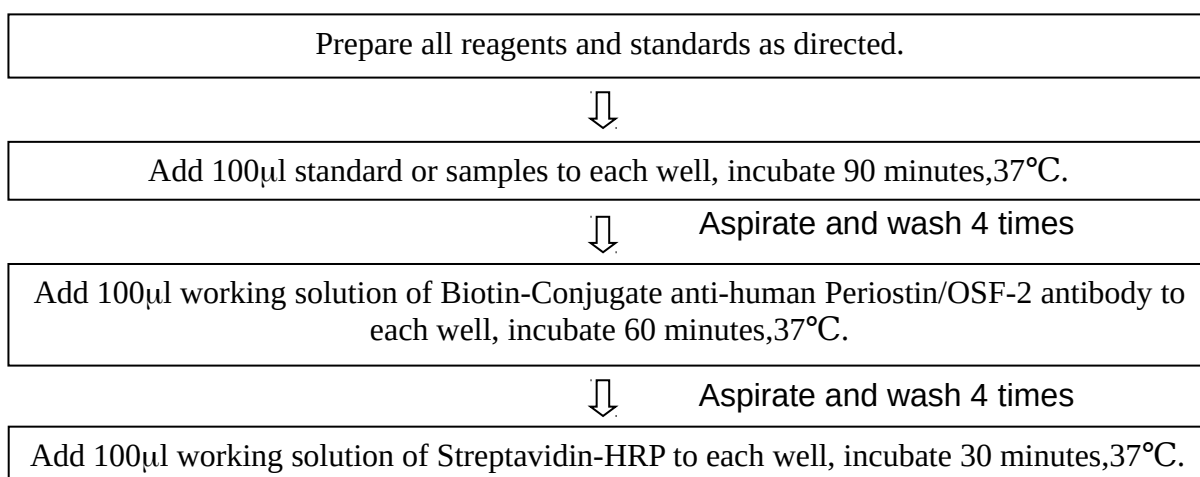 Prepare all reagents and standards as directed.
Add 100μl standard or samples to each well, incubate 90 minutes,37℃.
Aspirate and wash 4 times
Add 100μl working solution of Biotin-Conjugate anti-human Periostin/OSF-2 antibody to
each well, incubate 60 minutes,37℃.
Aspirate and wash 4 times
Add 100μl working solution of Streptavidin-HRP to each well, incubate 30 minutes,37℃.